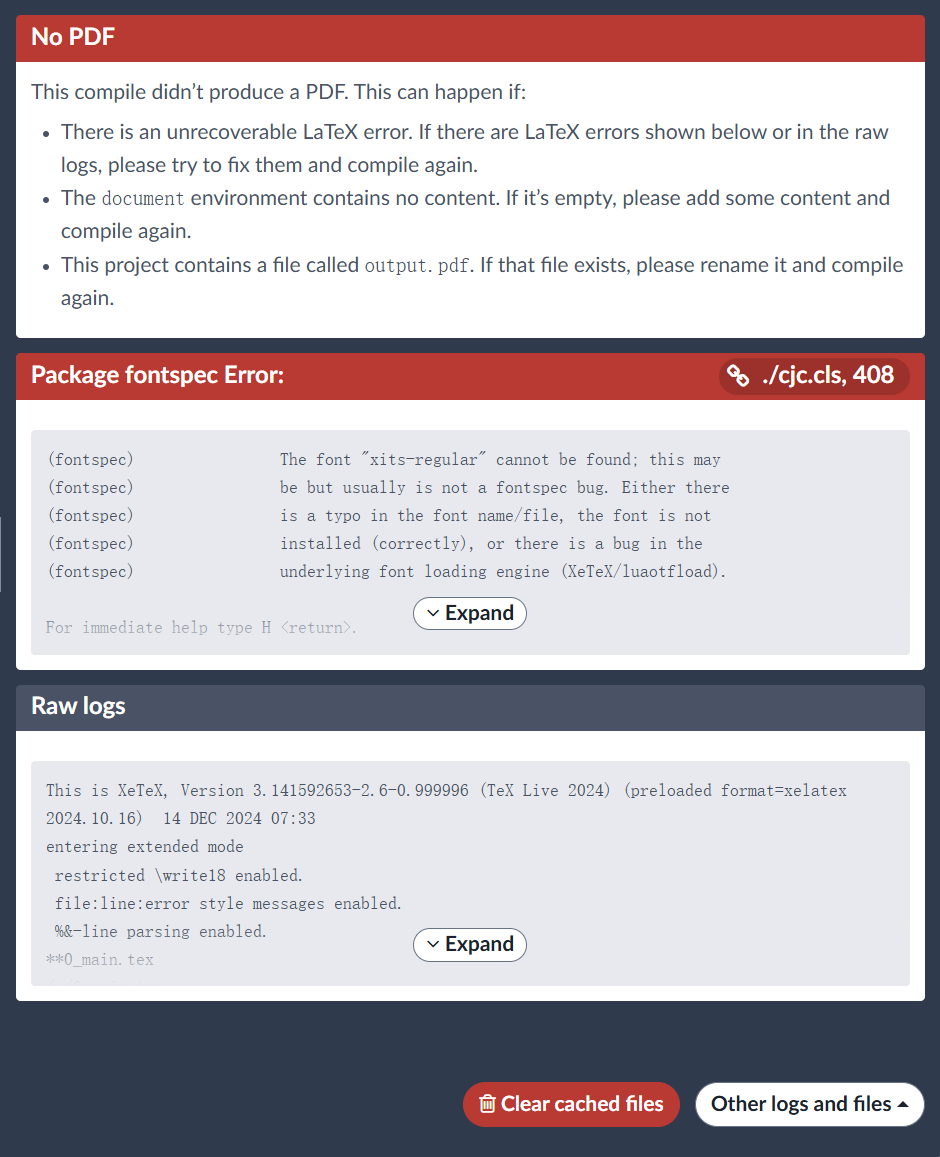 No PDF
This compile didn’t produce a PDF. This can happen if:
• There is an unrecoverable LaTeX error. If there are LaTeX errors shown below or in the raw
logs, please try to fix them and compile again.
• The document environment contains no content. If it’s empty, please add some content and
compile again.
• This project contains a file called output.pdf. If that file exists, please rename it and compile
again.
Package fontspec Error: ./cjc.cls, 408
(fontspec) The font "xits-regular" cannot be found; this may
(fontspec) be but usually is not a fontspec bug. Either there
(fontspec) is a typo in the font name/file, the font is not
(fontspec) installed (correctly), or there is a bug in the
(fontspec) underlying font loading engine (XeTeX/luaotfload).
Expand
For immediate help type H <return>.
Raw logs
This is XeTeX, Version 3.141592653-2.6-0.999996 (TeX Live 2024) (preloaded format=xelatex
2024.10.16) 14 DEC 2024 07:33
entering extended mode
restricted \write18 enabled.
file:line:error style messages enabled.
%&-line parsing enabled.
Expand
**0_main.tex
Clear cached files Other logs and files